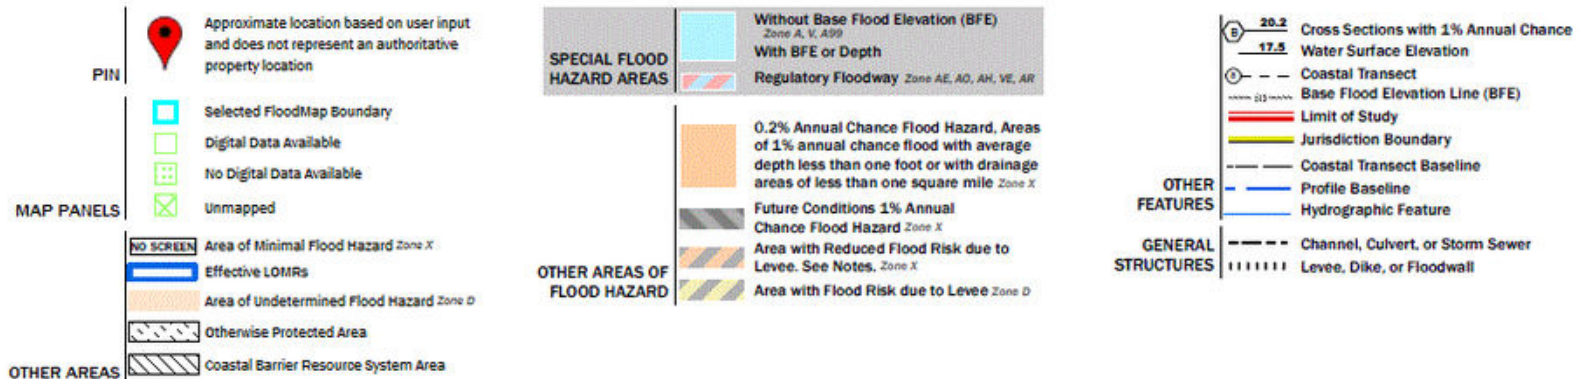 Approximate location based on user input
and does not represent an authoritative
property location
PIN
Selected FloodMap Boundary
Digital Data Available
No Digital Data Available
Unmapped
MAP PANELS
NO SCREEN Area of Minimal Flood Hazard Zone X
Effective LOMRs
Area of Undetermined Flood Hazard Zone D
Otherwise Protected Area
Coastal Barrier Resource System Area
OTHER AREAS
Without Base Flood Elevation (BFE)
Zone A, V, A99
With BFE or Depth
Regulatory Floodway Zone AE, AO, AH, VE, AR
SPECIAL FLOOD
HAZARD AREAS
0.2% Annual Chance Flood Hazard, Areas
of 1% annual chance flood with average
depth less than one foot or with drainage
areas of less than one square mile Zone X
Future Conditions 1% Annual
Chance Flood Hazard Zone X
Area with Reduced Flood Risk due to
Levee. See Notes. Zone X
Area with Flood Risk due to Levee Zone D
OTHER AREAS OF
FLOOD HAZARD
B 20.2 Cross Sections with 1% Annual Chance
17.5 Water Surface Elevation
Coastal Transect
Base Flood Elevation Line (BFE)
Limit of Study
Jurisdiction Boundary
Coastal Transect Baseline
Profile Baseline
Hydrographic Feature
OTHER
FEATURES
Channel, Culvert, or Storm Sewer
Levee, Dike, or Floodwall
GENERAL
STRUCTURES